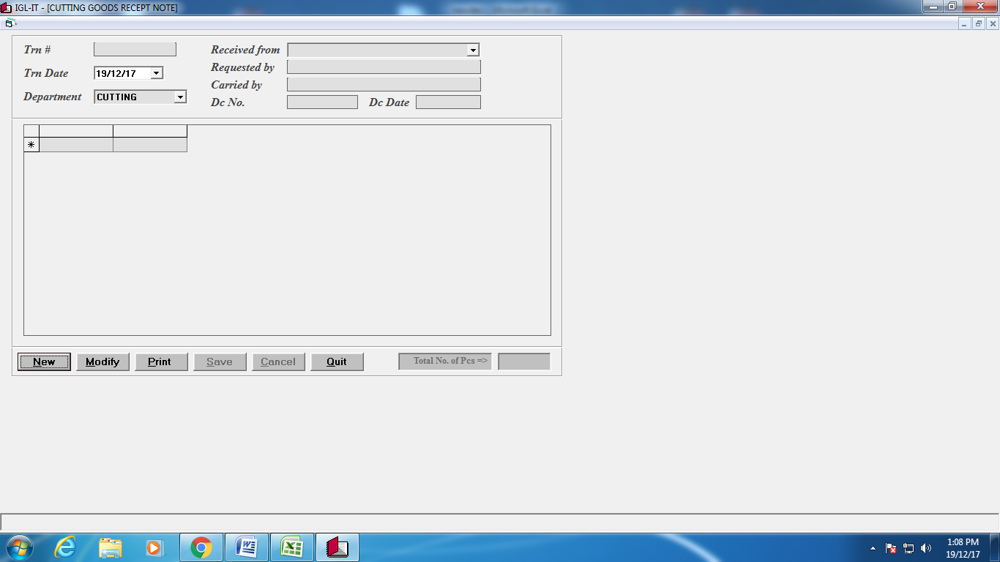 IGL-IT - [CUTTING GOODS RECEPT NOTE]
Trn #
Received from
Trn Date 19/12/17
Requested by
Carried by
Department CUTTING
Dc No. Dc Date
*
New Modify Print Save Cancel Quit Total No. of Pcs =>
1:08 PM
19/12/17